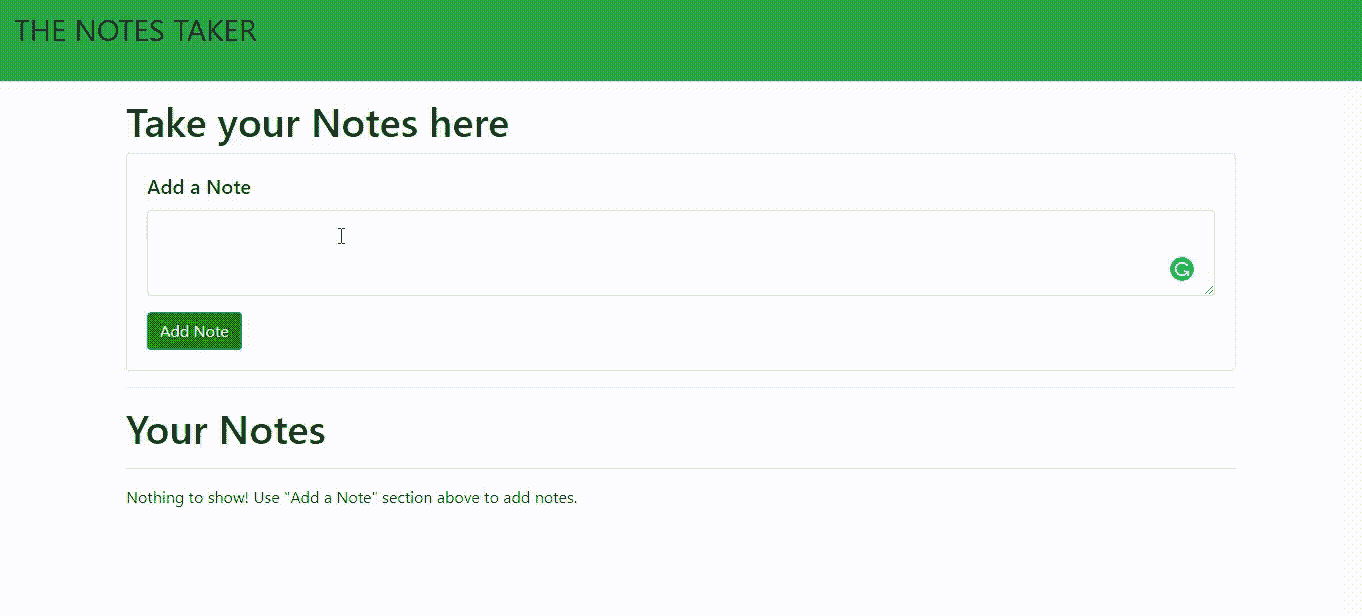 THE NOTES TAKER
Take your Notes here
Add a Note
Add Note
Your Notes
Nothing to show! Use "Add a Note" section above to add notes.